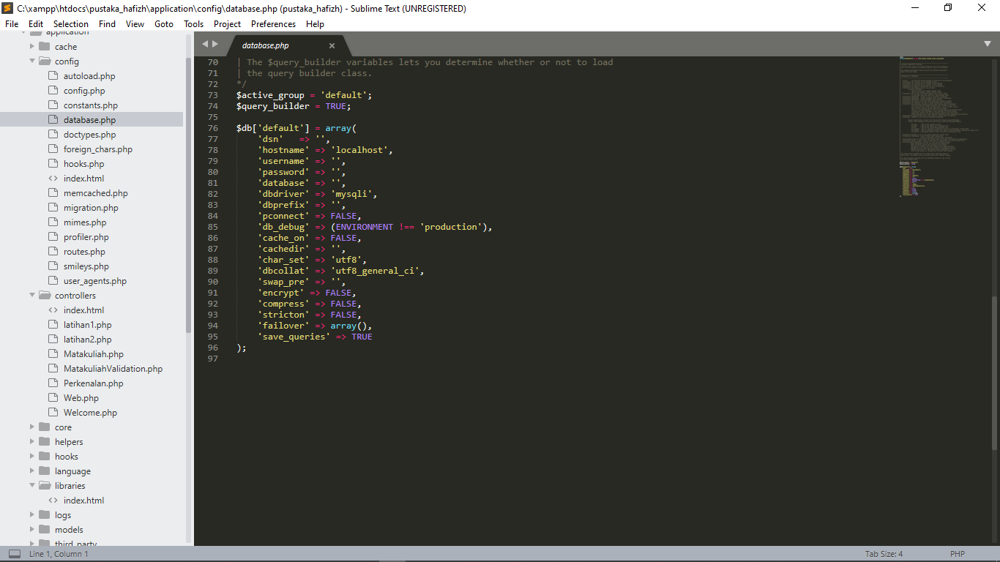 C:\xampp\htdocs\pustaka_hafizh\application\config\database.php (pustaka_hafizh) - Sublime Text (UNREGISTERED)
File Edit Selection Find View Goto Tools Project Preferences Help
application
cache
config
autoload.php
config.php
constants.php
database.php
doctypes.php
foreign_chars.php
hooks.php
index.html
memcached.php
migration.php
mimes.php
profiler.php
routes.php
smileys.php
user_agents.php
controllers
index.html
latihan1.php
latihan2.php
Matakuliah.php
MatakuliahValidation.php
Perkenalan.php
Web.php
Welcome.php
core
helpers
hooks
language
libraries
index.html
logs
models
third_party
database.php
70 | The $query_builder variables lets you determine whether or not to load
71 | the query builder class.
72 */
73 $active_group = 'default';
74 $query_builder = TRUE;
75
76 $db['default'] = array(
77 'dsn' => '',
78 'hostname' => 'localhost',
79 'username' => '',
80 'password' => '',
81 'database' => '',
82 'dbdriver' => 'mysqli',
83 'dbprefix' => '',
84 'pconnect' => FALSE,
85 'db_debug' => (ENVIRONMENT !== 'production'),
86 'cache_on' => FALSE,
87 'cachedir' => '',
88 'char_set' => 'utf8',
89 'dbcollat' => 'utf8_general_ci',
90 'swap_pre' => '',
91 'encrypt' => FALSE,
92 'compress' => FALSE,
93 'stricton' => FALSE,
94 'failover' => array(),
95 'save_queries' => TRUE
96 );
97
Line 1, Column 1
Tab Size: 4
PHP